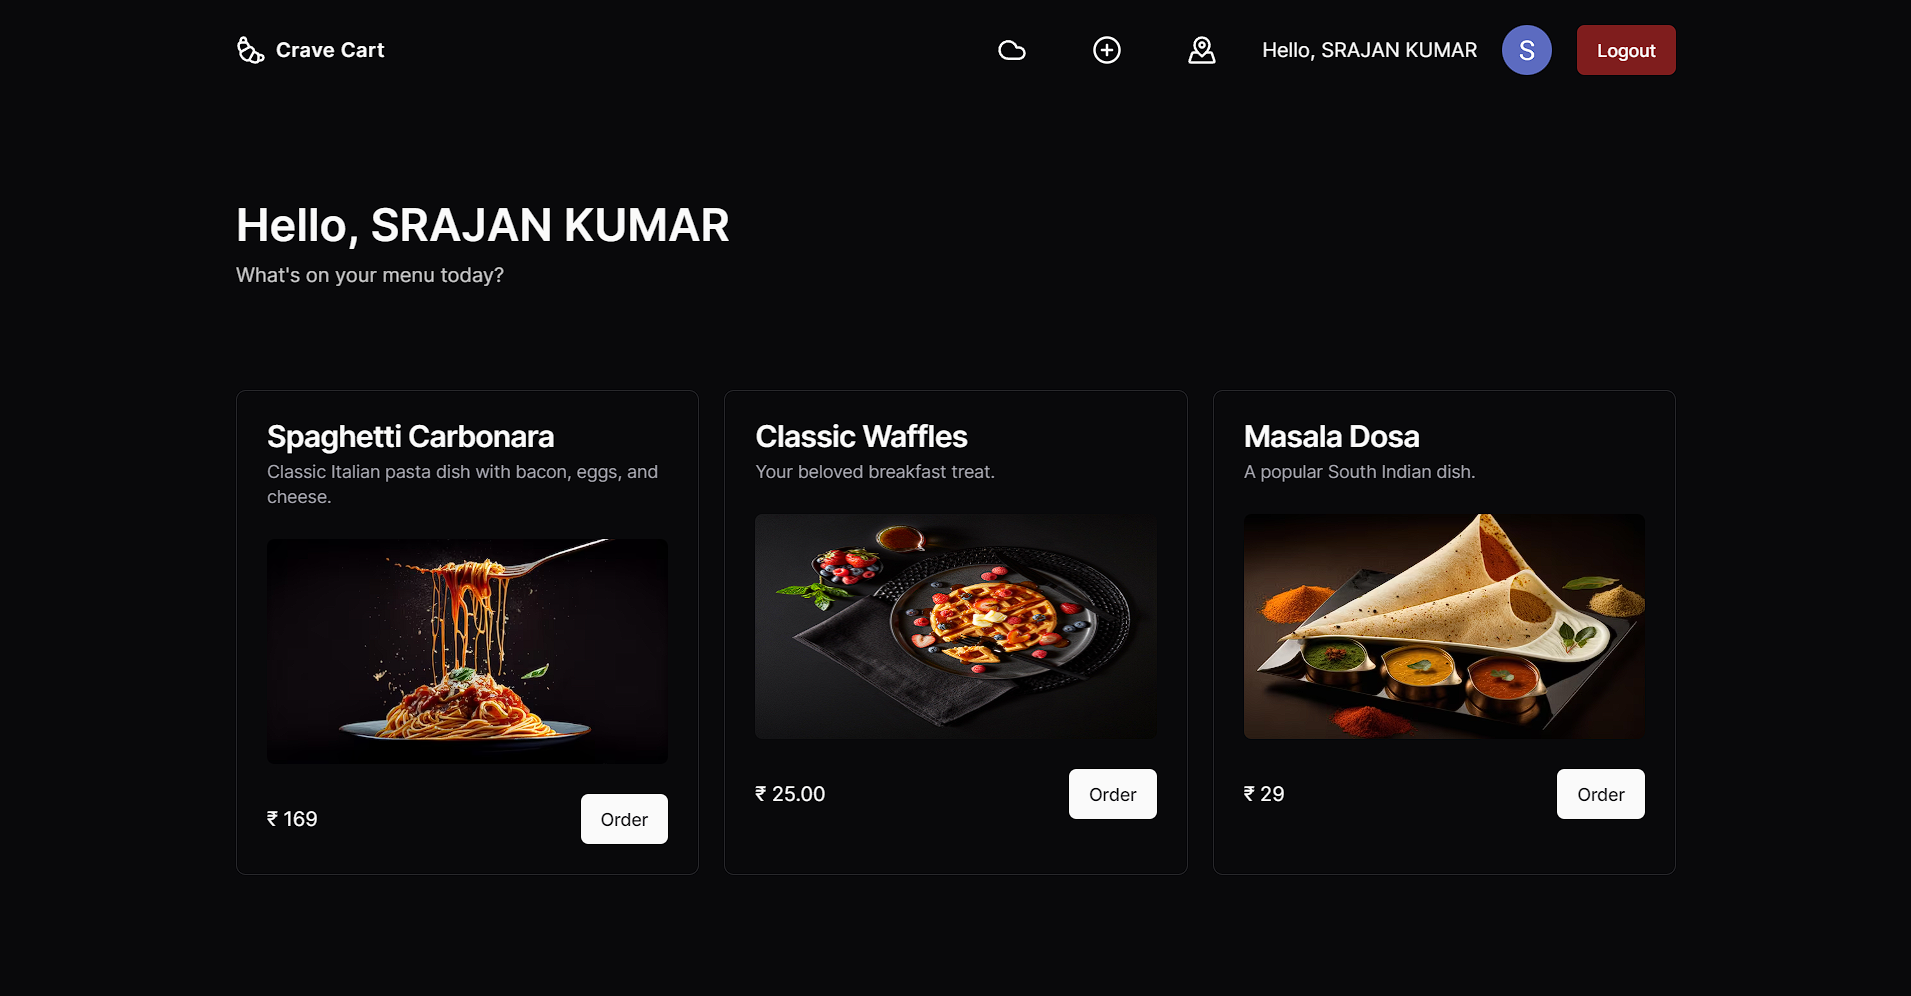 Crave Cart
Hello, SRAJAN KUMAR
S
Logout
Hello, SRAJAN KUMAR
What's on your menu today?
Spaghetti Carbonara
Classic Italian pasta dish with bacon, eggs, and
cheese.
₹ 169
Order
Classic Waffles
Your beloved breakfast treat.
₹ 25.00
Order
Masala Dosa
A popular South Indian dish.
₹ 29
Order